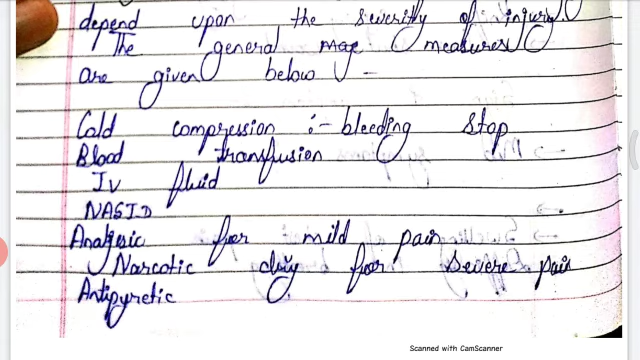 depend upon the severity of injury
The general mag measures
are given below -
Cold compression :- bleeding stop
Blood transfusion
IV fluid
NASID
Analgesic for mild pain
Narcotic drug for severe pain
Antipyretic
Scanned with CamScanner